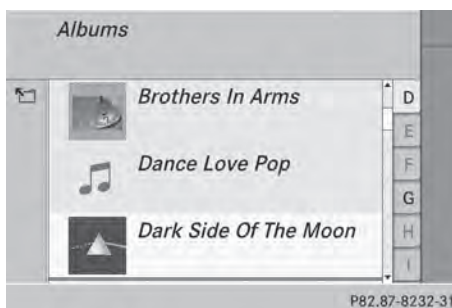 Albums
Brothers In Arms
Dance Love Pop
Dark Side Of The Moon
D
E
F
G
H
I
P82.87-8232-31